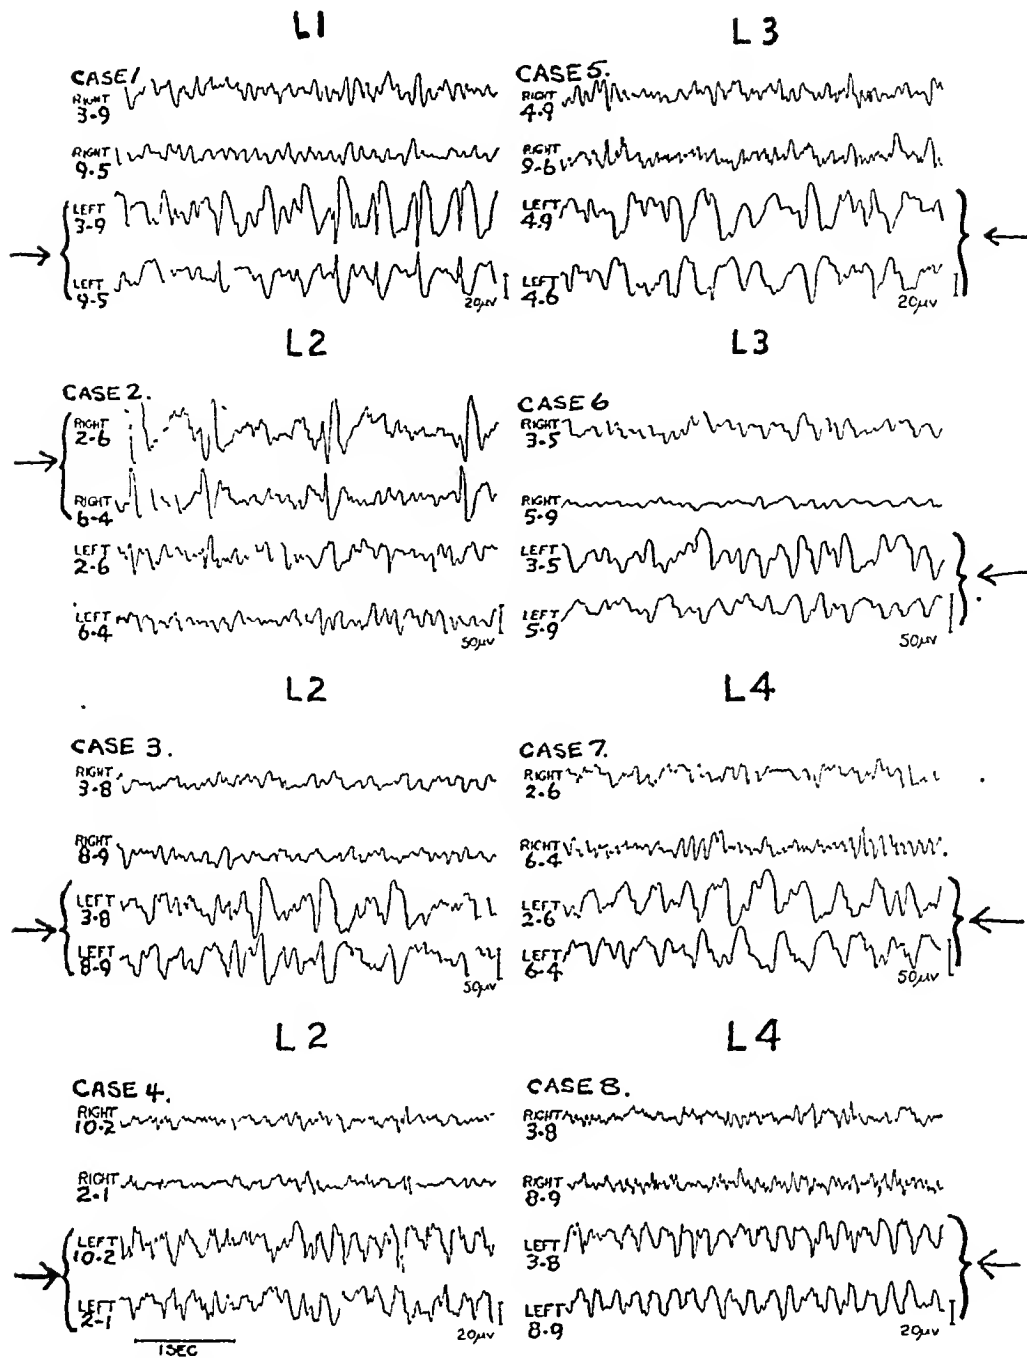 L1
CASE 1
RIGHT
3-9
RIGHT
9-5
LEFT
3-9
LEFT
9-5
20μv
L3
CASE 5.
RIGHT
4-9
RIGHT
9-6
LEFT
4-9
LEFT
4-6
20μv
L2
CASE 2.
RIGHT
2-6
RIGHT
6-4
LEFT
2-6
LEFT
6-4
50μv
L3
CASE 6
RIGHT
3-5
RIGHT
5-9
LEFT
3-5
LEFT
5-9
50μv
L2
CASE 3.
RIGHT
3-8
RIGHT
8-9
LEFT
3-8
LEFT
8-9
50μv
L4
CASE 7.
RIGHT
2-6
RIGHT
6-4
LEFT
2-6
LEFT
6-4
50μv
L2
CASE 4.
RIGHT
10-2
RIGHT
2-1
LEFT
10-2
LEFT
2-1
20μv
1 SEC
L4
CASE 8.
RIGHT
3-8
RIGHT
8-9
LEFT
3-8
LEFT
8-9
20μv